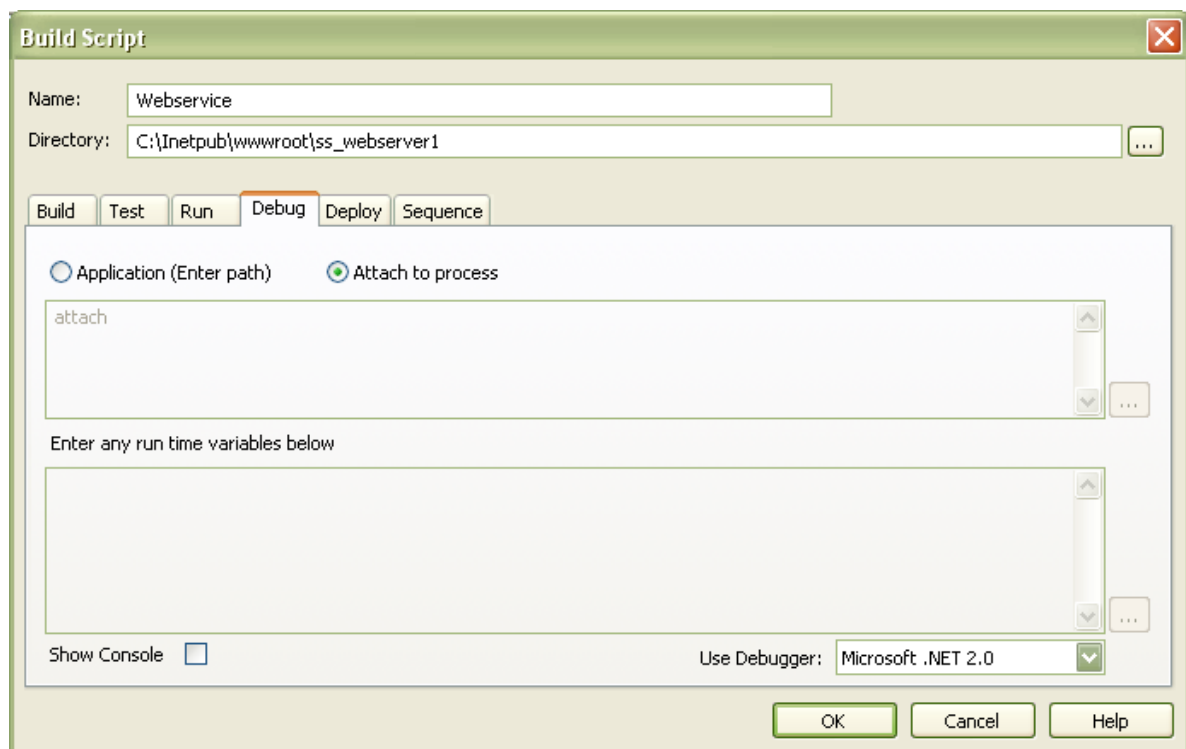 Build Script
Name: Webservice
Directory: C:\Inetpub\wwwroot\ss_webserver1 ...
Build Test Run Debug Deploy Sequence
Application (Enter path) Attach to process
attach
...
Enter any run time variables below
...
Show Console Use Debugger: Microsoft .NET 2.0
OK Cancel Help